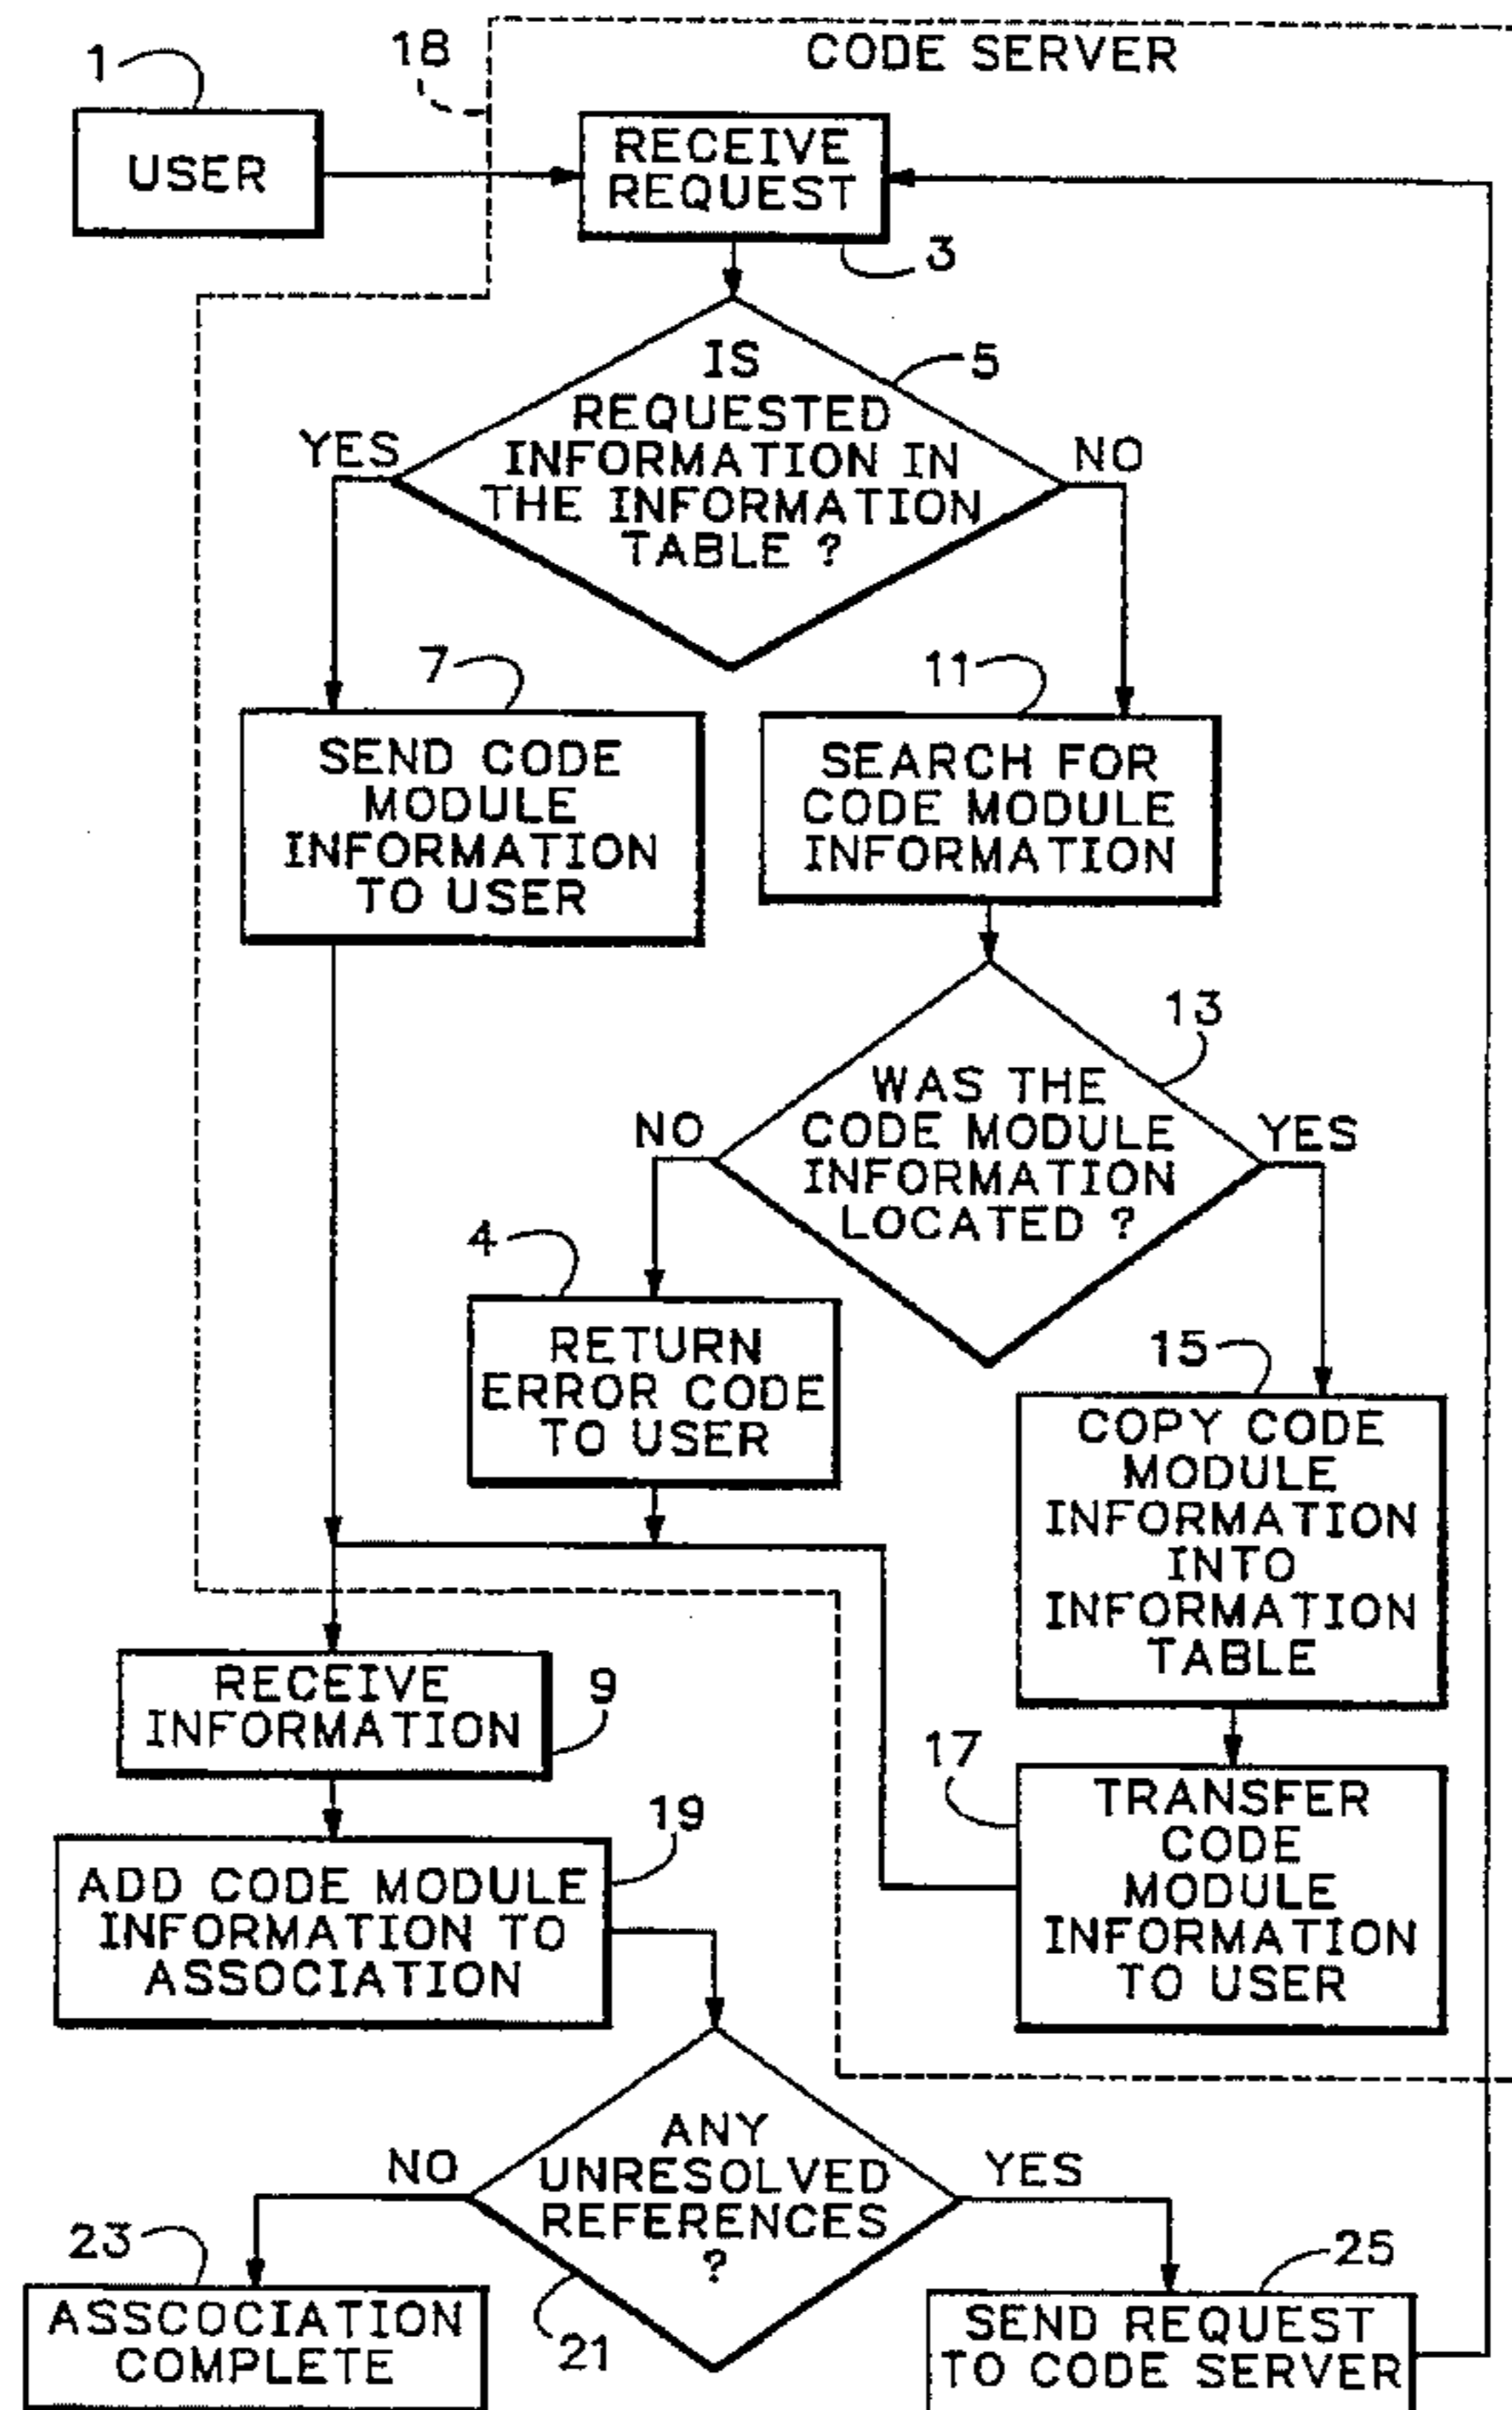 CODE SERVER
18
1
USER
RECEIVE
REQUEST
3
IS
REQUESTED
INFORMATION IN
THE INFORMATION
TABLE ?
5
YES
NO
7
SEND CODE
MODULE
INFORMATION
TO USER
11
SEARCH FOR
CODE MODULE
INFORMATION
13
WAS THE
CODE MODULE
INFORMATION
LOCATED ?
NO
YES
4
RETURN
ERROR CODE
TO USER
15
COPY CODE
MODULE
INFORMATION
INTO
INFORMATION
TABLE
RECEIVE
INFORMATION
9
17
TRANSFER
CODE
MODULE
INFORMATION
TO USER
19
ADD CODE MODULE
INFORMATION TO
ASSOCIATION
ANY
UNRESOLVED
REFERENCES
?
NO
YES
21
23
ASSCOCIATION
COMPLETE
25
SEND REQUEST
TO CODE SERVER